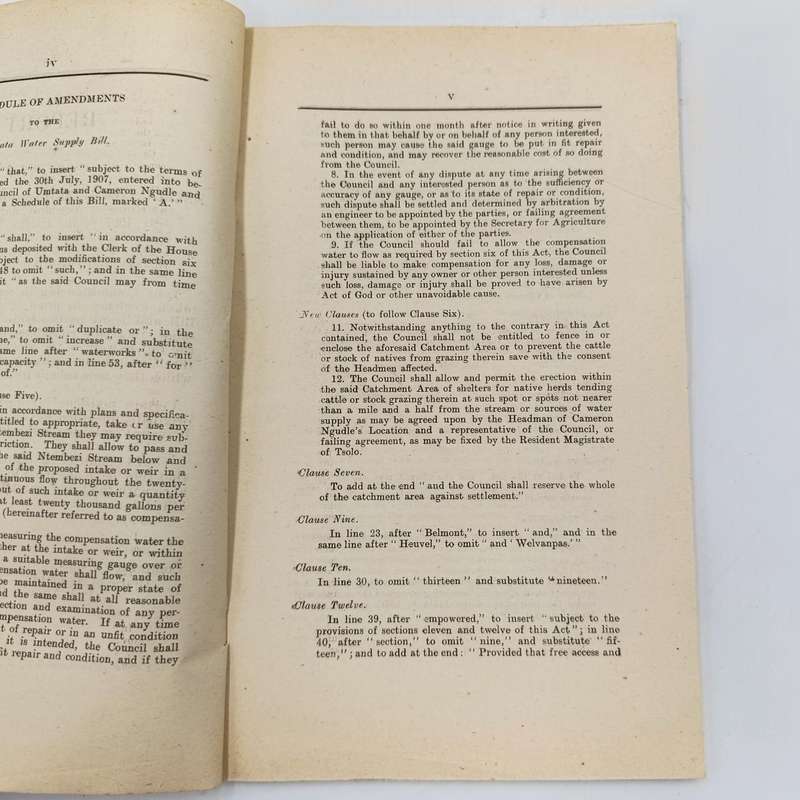 iv
DULE OF AMENDMENTS
TO THE
ata Water Supply Bill.
"that," to insert "subject to the terms of
ed the 30th July, 1907, entered into be-
uncil of Umtata and Cameron Ngudle and
a Schedule of this Bill, marked 'A.'"
"shall," to insert "in accordance with
ns deposited with the Clerk of the House
bject to the modifications of section six
48 to omit "such,"; and in the same line
it "as the said Council may from time
and," to omit "duplicate or"; in the
ne," to omit "increase" and substitute
ame line after "waterworks" to omit
capacity"; and in line 53, after "for"
of."
se Five).
in accordance with plans and specifica-
titled to appropriate, take or use any
tembezi Stream they may require sub-
riction. They shall allow to pass and
he said Ntembezi Stream below and
of the proposed intake or weir in a
tinuous flow throughout the twenty-
out of such intake or weir a quantity
at least twenty thousand gallons per
(hereinafter referred to as compensa-
measuring the compensation water the
ther at the intake or weir, or within
a suitable measuring gauge over or
ensation water shall flow, and such
be maintained in a proper state of
nd the same shall at all reasonable
ection and examination of any per-
mpensation water. If at any time
t of repair or in an unfit condition
it is intended, the Council shall
it repair and condition, and if they
V
fail to do so within one month after notice in writing given
to them in that behalf by or on behalf of any person interested,
such person may cause the said gauge to be put in fit repair
and condition, and may recover the reasonable cost of so doing
from the Council.
8. In the event of any dispute at any time arising between
the Council and any interested person as to the sufficiency or
accuracy of any gauge, or as to its state of repair or condition,
such dispute shall be settled and determined by arbitration by
an engineer to be appointed by the parties, or failing agreement
between them, to be appointed by the Secretary for Agriculture
on the application of either of the parties.
9. If the Council should fail to allow the compensation
water to flow as required by section six of this Act, the Council
shall be liable to make compensation for any loss, damage or
injury sustained by any owner or other person interested unless
such loss, damage or injury shall be proved to have arisen by
Act of God or other unavoidable cause.
New Clauses (to follow Clause Six).
11. Notwithstanding anything to the contrary in this Act
contained, the Council shall not be entitled to fence in or
enclose the aforesaid Catchment Area or to prevent the cattle
or stock of natives from grazing therein save with the consent
of the Headmen affected.
12. The Council shall allow and permit the erection within
the said Catchment Area of shelters for native herds tending
cattle or stock grazing therein at such spot or spots not nearer
than a mile and a half from the stream or sources of water
supply as may be agreed upon by the Headman of Cameron
Ngudle's Location and a representative of the Council, or
failing agreement, as may be fixed by the Resident Magistrate
of Tsolo.
Clause Seven.
To add at the end "and the Council shall reserve the whole
of the catchment area against settlement."
Clause Nine.
In line 23, after "Belmont," to insert "and," and in the
same line after "Heuvel," to omit "and 'Welvanpas.'"
Clause Ten.
In line 30, to omit "thirteen" and substitute "nineteen."
Clause Twelve.
In line 39, after "empowered," to insert "subject to the
provisions of sections eleven and twelve of this Act"; in line
40, after "section," to omit "nine," and substitute "fif-
teen,"; and to add at the end: "Provided that free access and